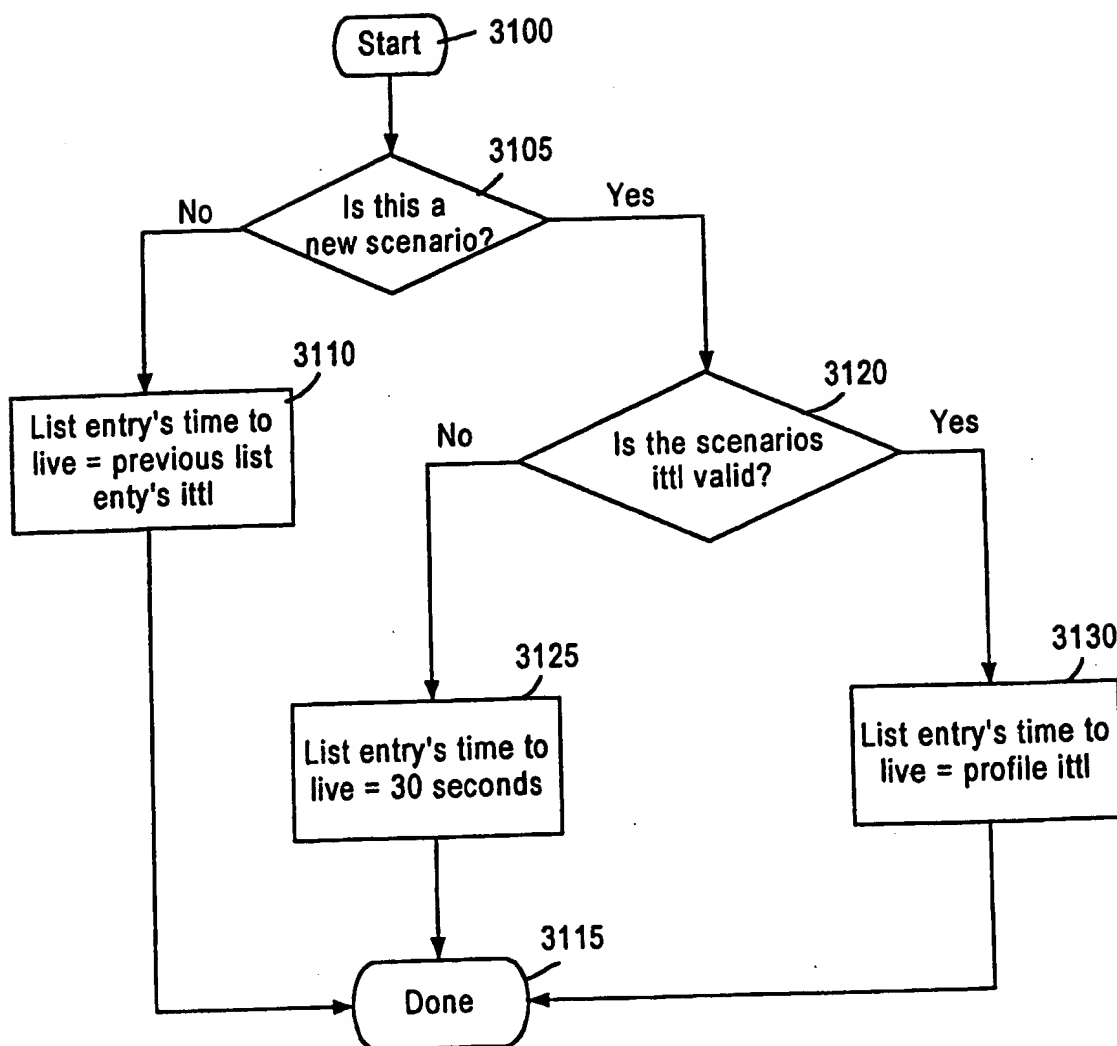 Start
3100
3105
No
Yes
Is this a
new scenario?
3110
List entry's time to
live = previous list
enty's ittl
3120
No
Yes
Is the scenarios
ittl valid?
3125
List entry's time to
live = 30 seconds
3130
List entry's time to
live = profile ittl
3115
Done